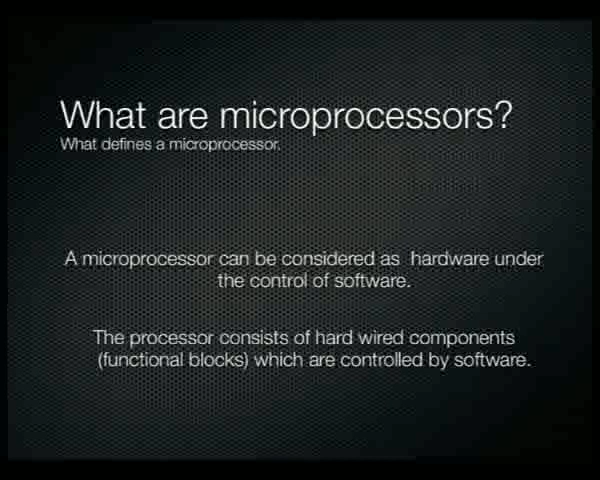 What are microprocessors?
What defines a microprocessor.
A microprocessor can be considered as hardware under
the control of software.
The processor consists of hard wired components
(functional blocks) which are controlled by software.